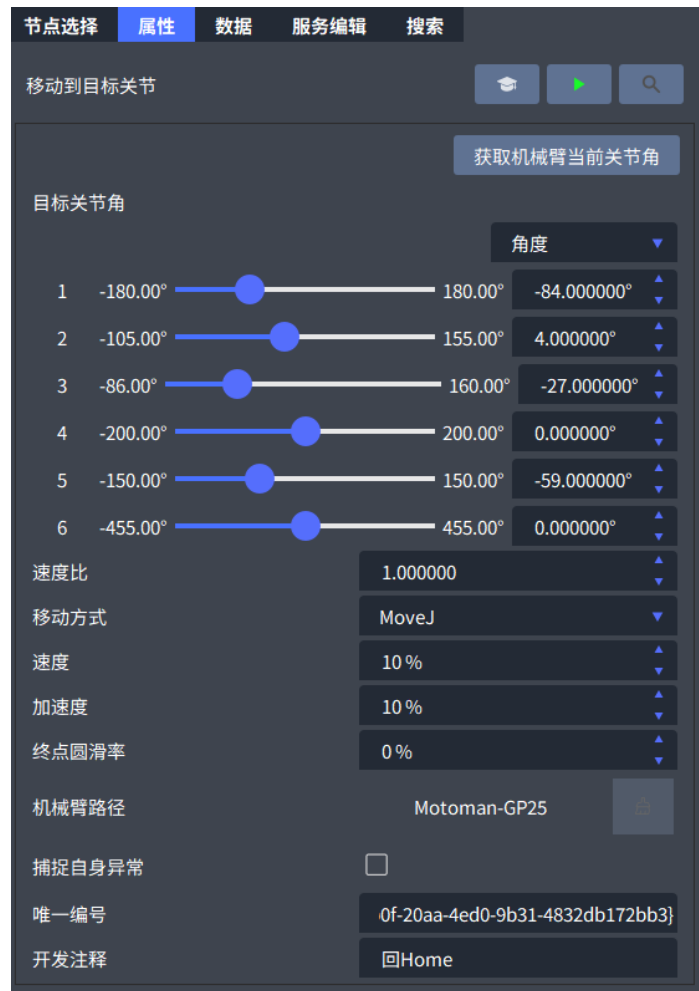 节点选择 属性 数据 服务编辑 搜索
移动到目标关节
获取机械臂当前关节角
目标关节角
角度
1 -180.00° 180.00° -84.000000°
2 -105.00° 155.00° 4.000000°
3 -86.00° 160.00° -27.000000°
4 -200.00° 200.00° 0.000000°
5 -150.00° 150.00° -59.000000°
6 -455.00° 455.00° 0.000000°
速度比 1.000000
移动方式 MoveJ
速度 10 %
加速度 10 %
终点圆滑率 0 %
机械臂路径 Motoman-GP25
捕捉自身异常
唯一编号 0f-20aa-4ed0-9b31-4832db172bb3}
开发注释 回Home